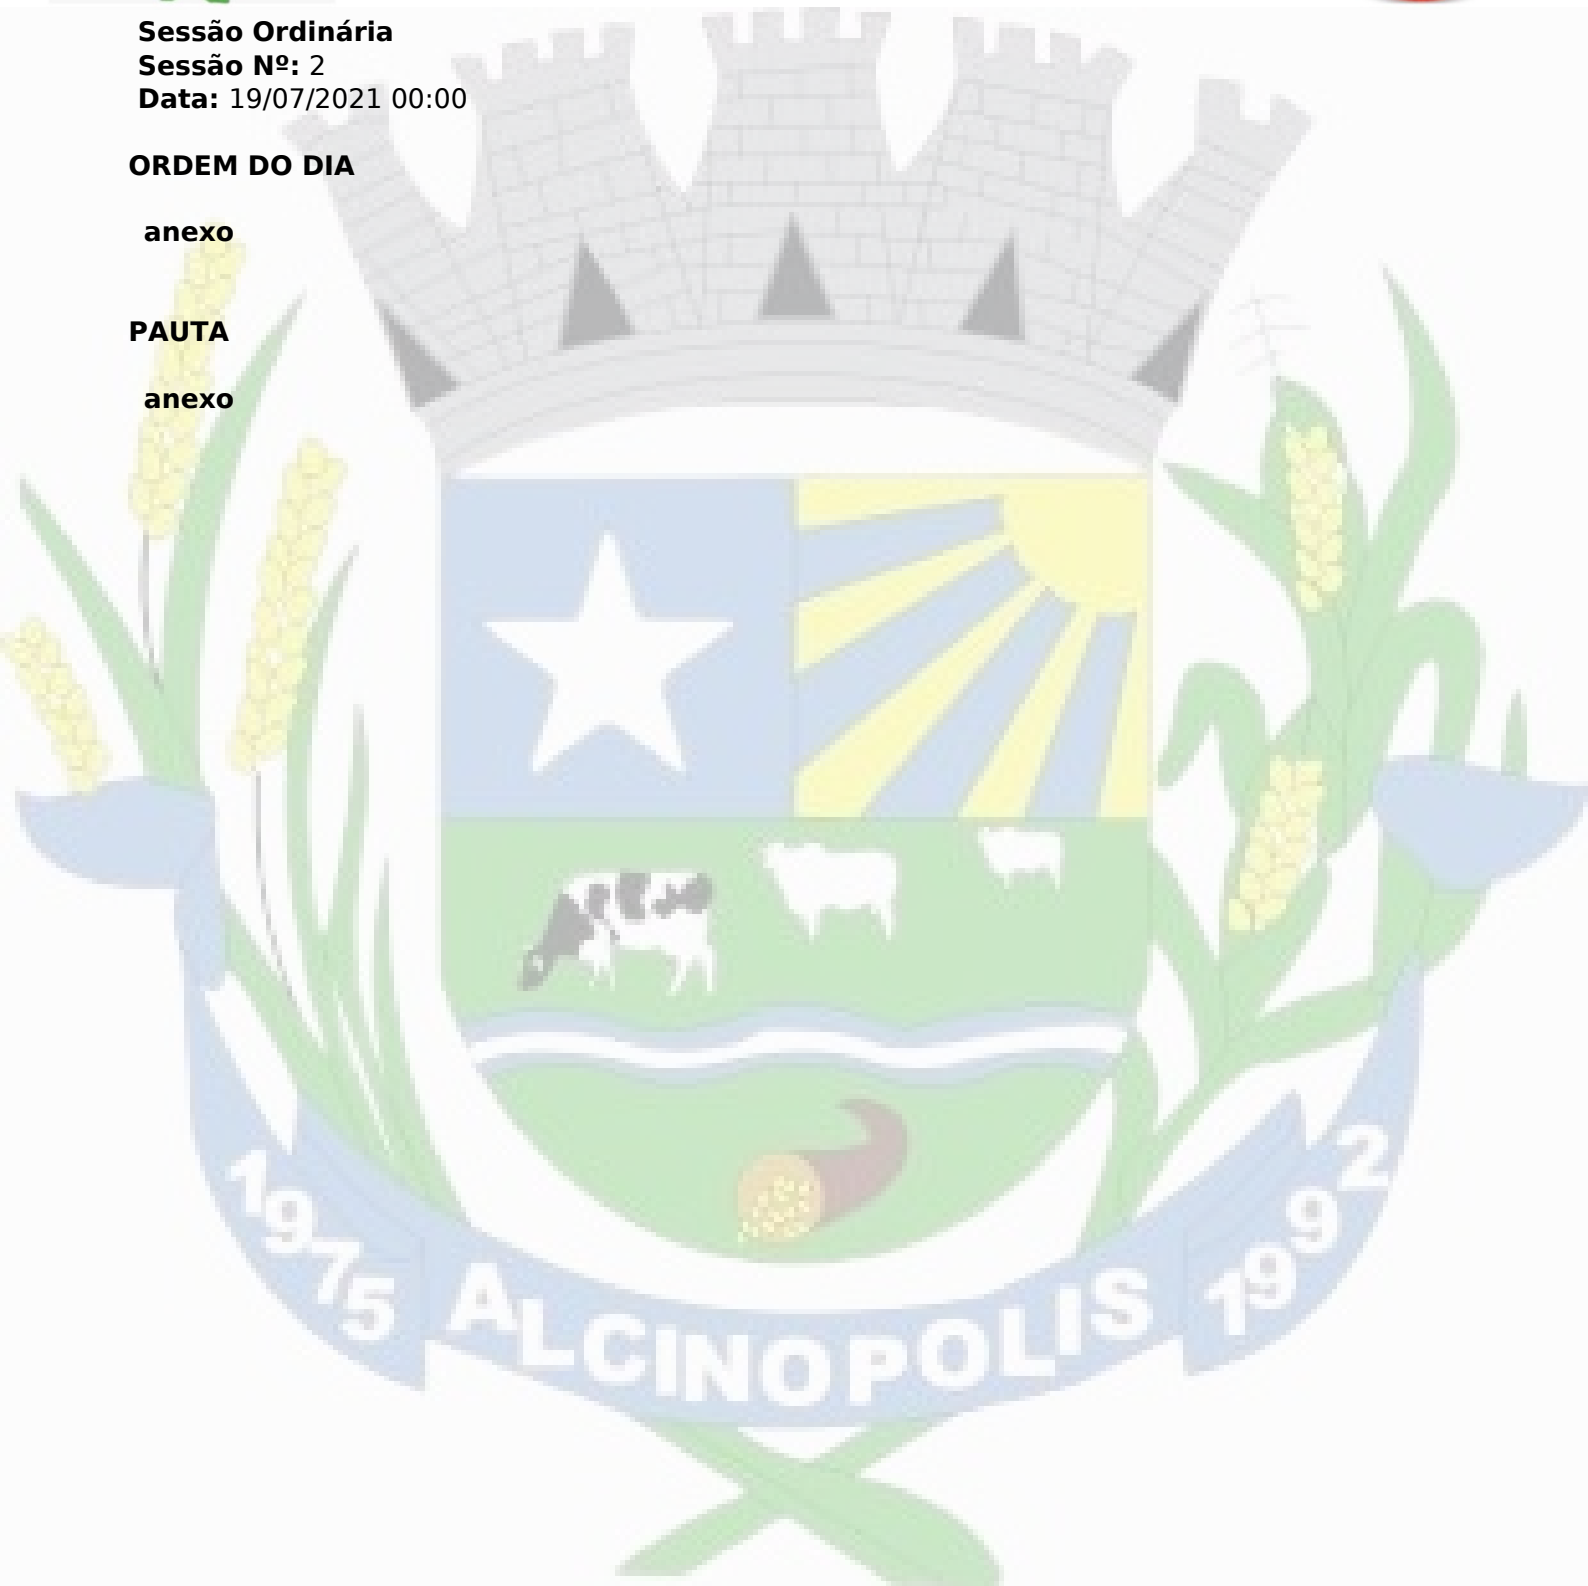 Sessão Ordinária
Sessão Nº: 2
Data: 19/07/2021 00:00
ORDEM DO DIA
anexo
PAUTA
anexo
1975 ALCINOPOLIS 1992